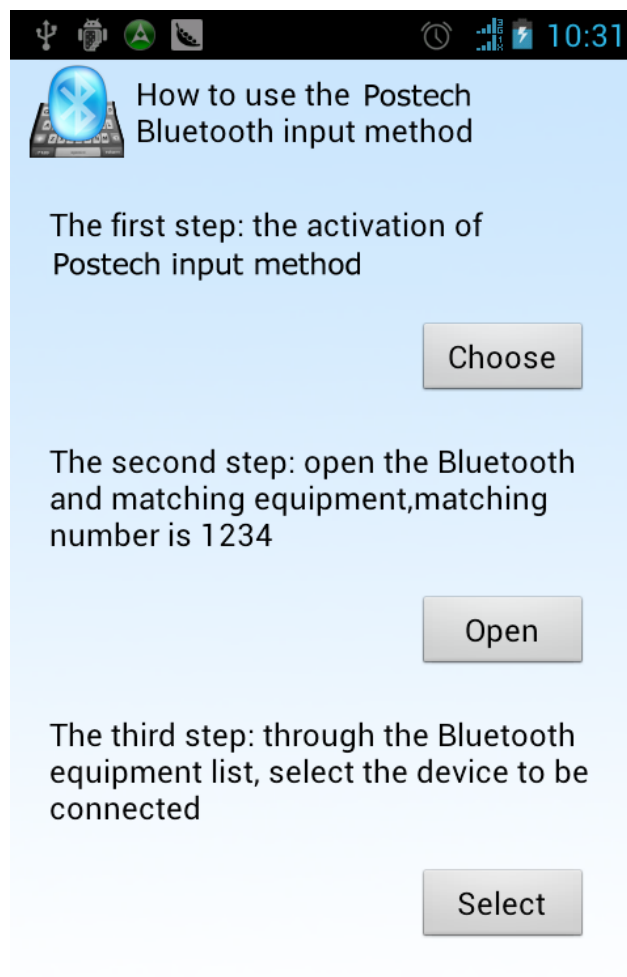 10:31
How to use the Postech
Bluetooth input method
The first step: the activation of
Postech input method
Choose
The second step: open the Bluetooth
and matching equipment,matching
number is 1234
Open
The third step: through the Bluetooth
equipment list, select the device to be
connected
Select